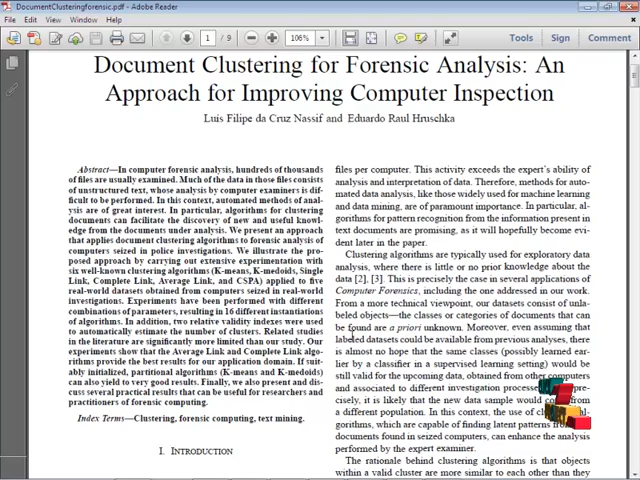 DocumentClusteringforensic.pdf - Adobe Reader
File Edit View Window Help
1 / 9 106% Tools Sign Comment
Document Clustering for Forensic Analysis: An
Approach for Improving Computer Inspection
Luís Filipe da Cruz Nassif and Eduardo Raul Hruschka
Abstract—In computer forensic analysis, hundreds of thousands
of files are usually examined. Much of the data in those files consists
of unstructured text, whose analysis by computer examiners is dif-
ficult to be performed. In this context, automated methods of anal-
ysis are of great interest. In particular, algorithms for clustering
documents can facilitate the discovery of new and useful knowl-
edge from the documents under analysis. We present an approach
that applies document clustering algorithms to forensic analysis of
computers seized in police investigations. We illustrate the pro-
posed approach by carrying out extensive experimentation with
six well-known clustering algorithms (K-means, K-medoids, Single
Link, Complete Link, Average Link, and CSPA) applied to five
real-world datasets obtained from computers seized in real-world
investigations. Experiments have been performed with different
combinations of parameters, resulting in 16 different instantiations
of algorithms. In addition, two relative validity indexes were used
to automatically estimate the number of clusters. Related studies
in the literature are significantly more limited than our study. Our
experiments show that the Average Link and Complete Link algo-
rithms provide the best results for our application domain. If suit-
ably initialized, partitional algorithms (K-means and K-medoids)
can also yield to very good results. Finally, we also present and dis-
cuss several practical results that can be useful for researchers and
practitioners of forensic computing.
Index Terms—Clustering, forensic computing, text mining.
I. INTRODUCTION
files per computer. This activity exceeds the expert's ability of
analysis and interpretation of data. Therefore, methods for auto-
mated data analysis, like those widely used for machine learning
and data mining, are of paramount importance. In particular, al-
gorithms for pattern recognition from the information present in
text documents are promising, as it will hopefully become evi-
dent later in the paper.
Clustering algorithms are typically used for exploratory data
analysis, where there is little or no prior knowledge about the
data [2], [3]. This is precisely the case in several applications of
Computer Forensics, including the one addressed in our work.
From a more technical viewpoint, our datasets consist of unla-
beled objects—the classes or categories of documents that can
be found are a priori unknown. Moreover, even assuming that
labeled datasets could be available from previous analyses, there
is almost no hope that the same classes (possibly learned ear-
lier by a classifier in a supervised learning setting) would be
still valid for the upcoming data, obtained from other computers
and associated to different investigation processes. pre-
cisely, it is likely that the new data sample would come from
a different population. In this context, the use of al-
gorithms, which are capable of finding latent patterns from
documents found in seized computers, can enhance the analysis
performed by the expert examiner.
The rationale behind clustering algorithms is that objects
within a valid cluster are more similar to each other than they